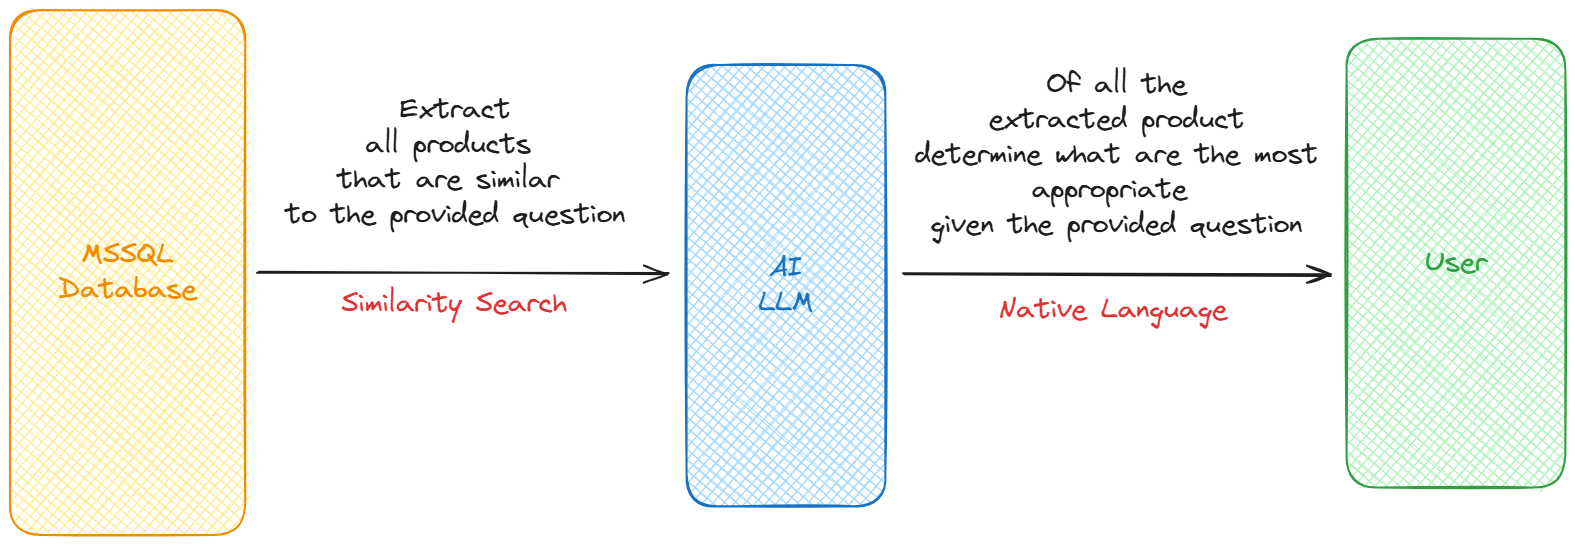 MSSQL
Database
Extract
all products
that are similar
to the provided question
Similarity Search
AI
LLM
Of all the
extracted product
determine what are the most
appropriate
given the provided question
Native Language
User